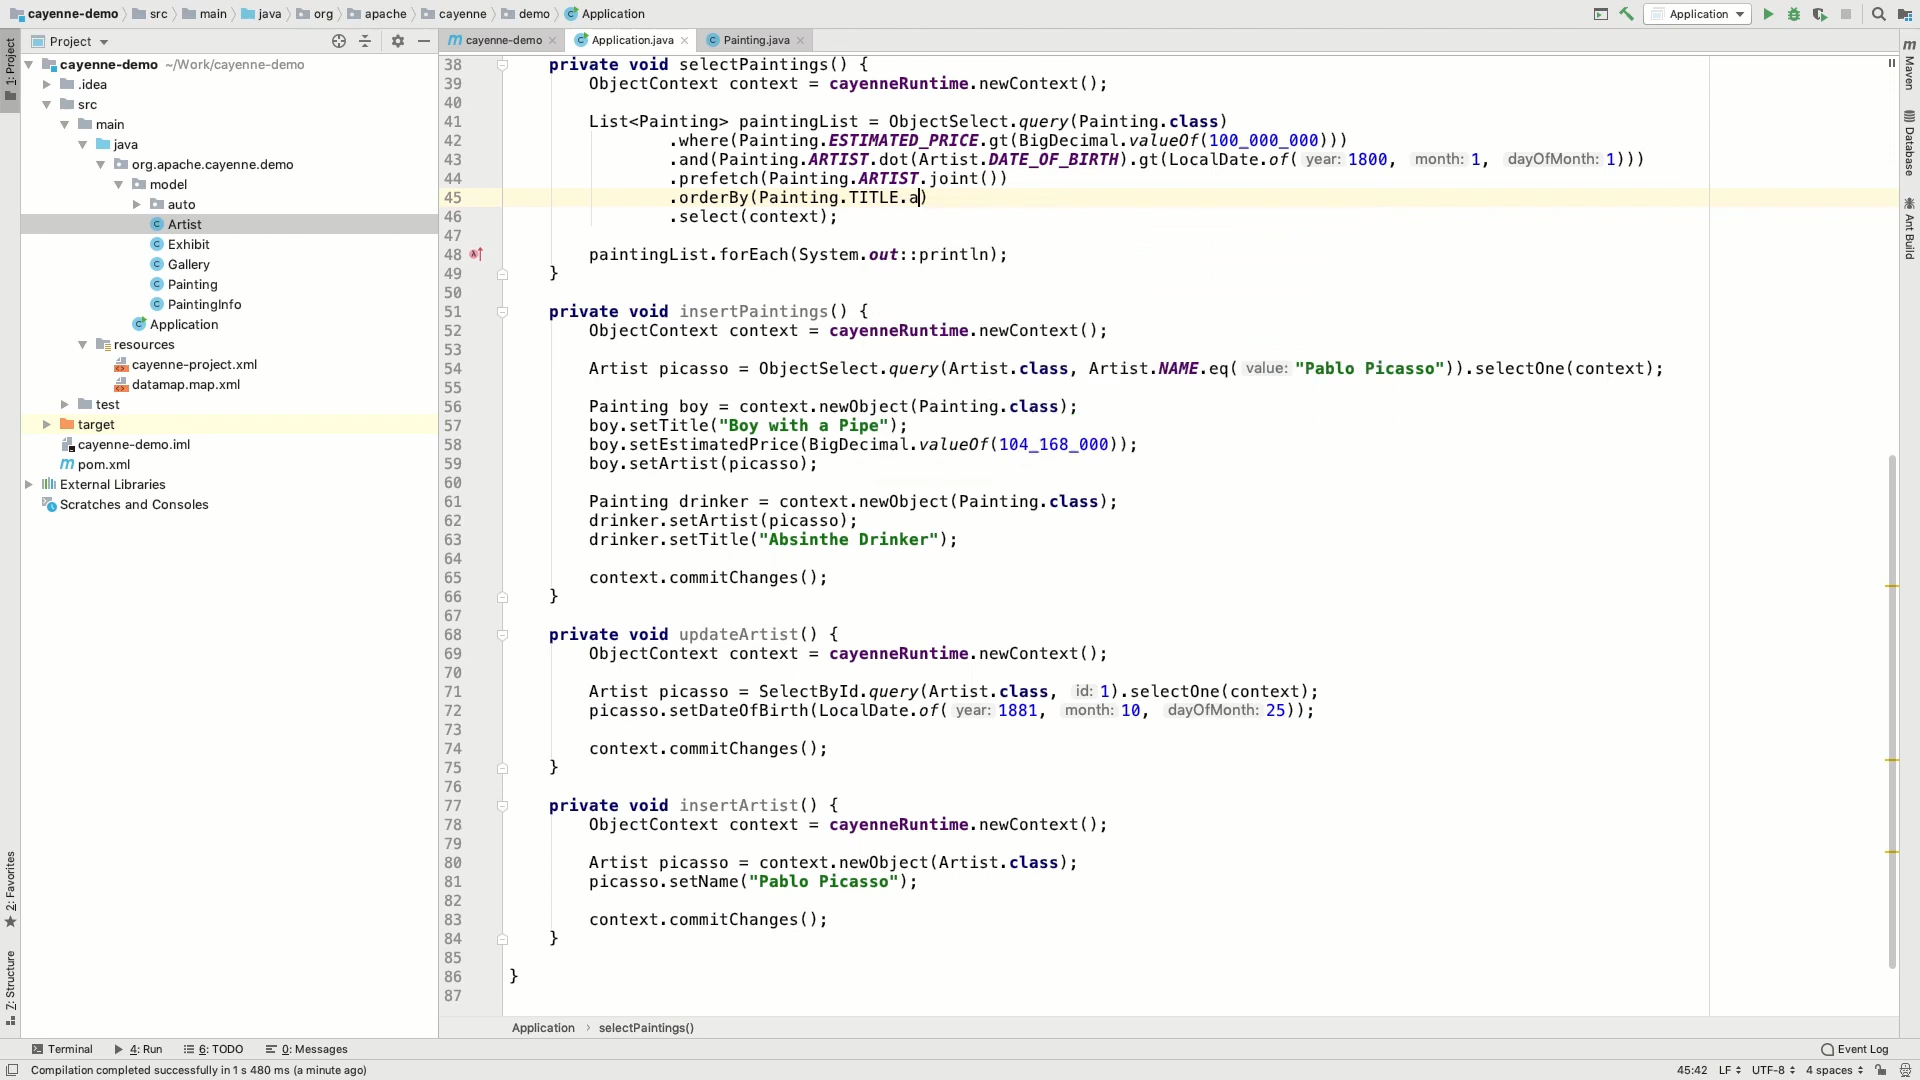 cayenne-demo src main java org apache cayenne demo Application
Application
Project
cayenne-demo
Application.java
Painting.java
1: Project
cayenne-demo ~/Work/cayenne-demo
.idea
src
main
java
org.apache.cayenne.demo
model
auto
Artist
Exhibit
Gallery
Painting
PaintingInfo
Application
resources
cayenne-project.xml
datamap.map.xml
test
target
cayenne-demo.iml
pom.xml
External Libraries
Scratches and Consoles
2: Favorites
7: Structure
38 private void selectPaintings() {
39 ObjectContext context = cayenneRuntime.newContext();
40
41 List<Painting> paintingList = ObjectSelect.query(Painting.class)
42 .where(Painting.ESTIMATED_PRICE.gt(BigDecimal.valueOf(100_000_000)))
43 .and(Painting.ARTIST.dot(Artist.DATE_OF_BIRTH).gt(LocalDate.of( year: 1800, month: 1, dayOfMonth: 1)))
44 .prefetch(Painting.ARTIST.joint())
45 .orderBy(Painting.TITLE.a)
46 .select(context);
47
48 paintingList.forEach(System.out::println);
49 }
50
51 private void insertPaintings() {
52 ObjectContext context = cayenneRuntime.newContext();
53
54 Artist picasso = ObjectSelect.query(Artist.class, Artist.NAME.eq( value: "Pablo Picasso")).selectOne(context);
55
56 Painting boy = context.newObject(Painting.class);
57 boy.setTitle("Boy with a Pipe");
58 boy.setEstimatedPrice(BigDecimal.valueOf(104_168_000));
59 boy.setArtist(picasso);
60
61 Painting drinker = context.newObject(Painting.class);
62 drinker.setArtist(picasso);
63 drinker.setTitle("Absinthe Drinker");
64
65 context.commitChanges();
66 }
67
68 private void updateArtist() {
69 ObjectContext context = cayenneRuntime.newContext();
70
71 Artist picasso = SelectById.query(Artist.class, id: 1).selectOne(context);
72 picasso.setDateOfBirth(LocalDate.of( year: 1881, month: 10, dayOfMonth: 25));
73
74 context.commitChanges();
75 }
76
77 private void insertArtist() {
78 ObjectContext context = cayenneRuntime.newContext();
79
80 Artist picasso = context.newObject(Artist.class);
81 picasso.setName("Pablo Picasso");
82
83 context.commitChanges();
84 }
85
86 }
87
Maven
Database
Ant Build
Application › selectPaintings()
Terminal 4: Run 6: TODO 0: Messages
Event Log
Compilation completed successfully in 1 s 480 ms (a minute ago)
45:42 LF UTF-8 4 spaces